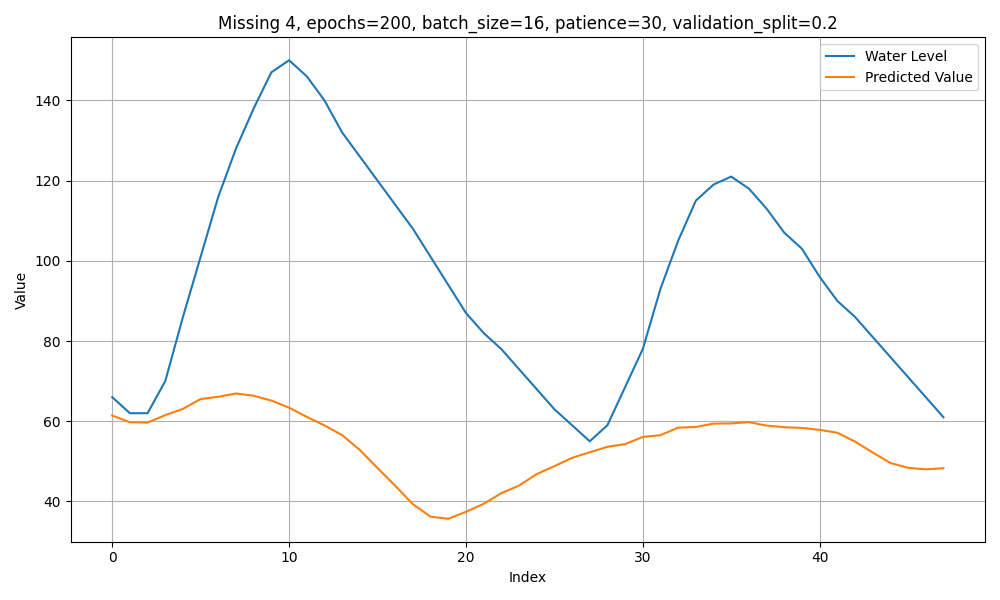 Missing 4, epochs=200, batch_size=16, patience=30, validation_split=0.2
Water Level
Predicted Value
Value
140
120
100
80
60
40
0
10
20
30
40
Index